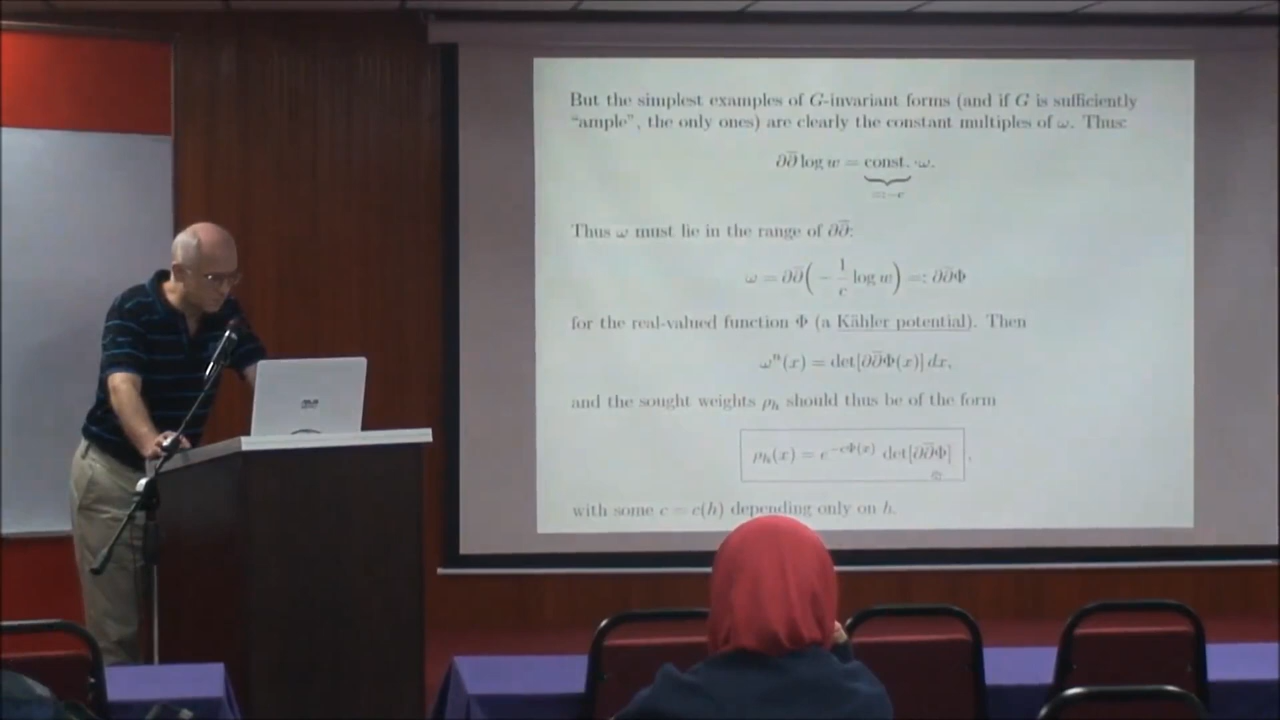 But the simplest examples of G-invariant forms (and if G is sufficiently
"ample", the only ones) are clearly the constant multiples of ω. Thus:
∂∂̅ log w = const. ·ω.
=:−c
Thus ω must lie in the range of ∂∂̅:
ω = ∂∂̅(− 1/c log w) =: ∂∂̅Φ
for the real-valued function Φ (a Kähler potential). Then
ωⁿ(x) = det[∂∂̅Φ(x)] dx,
and the sought weights ρₕ should thus be of the form
ρₕ(x) = e^{−cΦ(x)} det[∂∂̅Φ] ,
with some c = c(h) depending only on h.